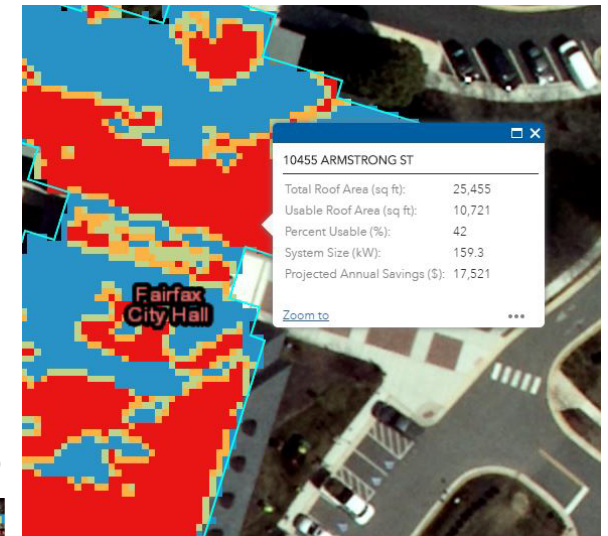 10455 ARMSTRONG ST
Total Roof Area (sq ft): 25,455
Usable Roof Area (sq ft): 10,721
Percent Usable (%): 42
System Size (kW): 159.3
Projected Annual Savings ($): 17,521
Zoom to
Fairfax
City Hall